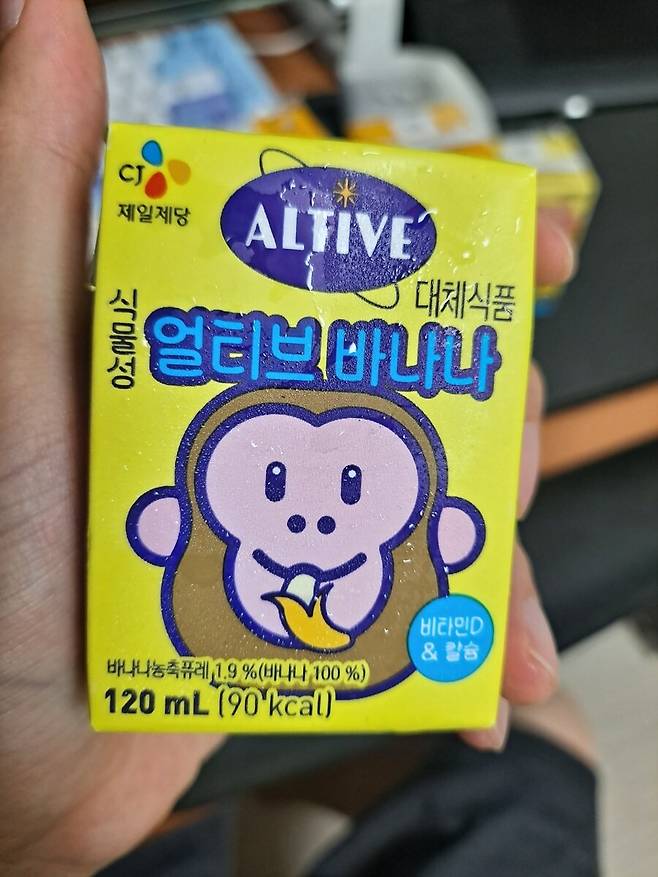 CJ
제일제당
ALTIVE
대체식품
식물성
얼티브 바나나
비타민D
& 칼슘
바나나농축퓨레 1.9 %(바나나 100 %)
120 mL (90 kcal)